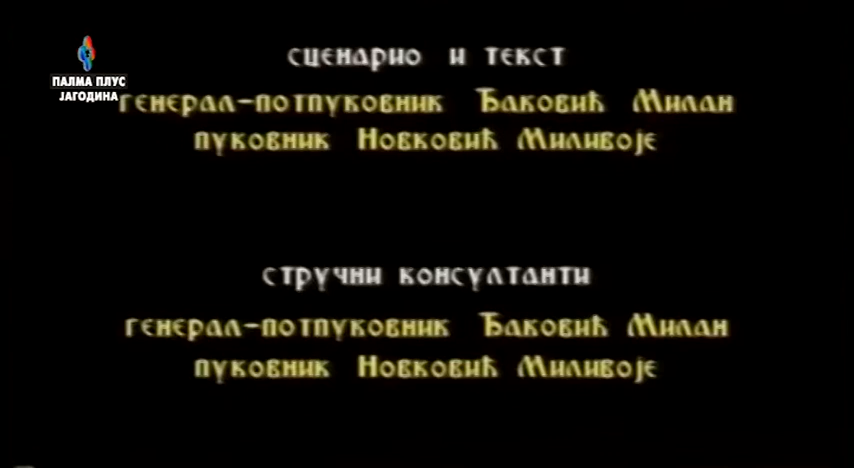 ПАЛМА ПЛУС
ЈАГОДИНА
сценарио и текст
генерал-потпуковник Ђаковић Милан
пуковник Новковић Миливоје
стручни консултанти
генерал-потпуковник Ђаковић Милан
пуковник Новковић Миливоје